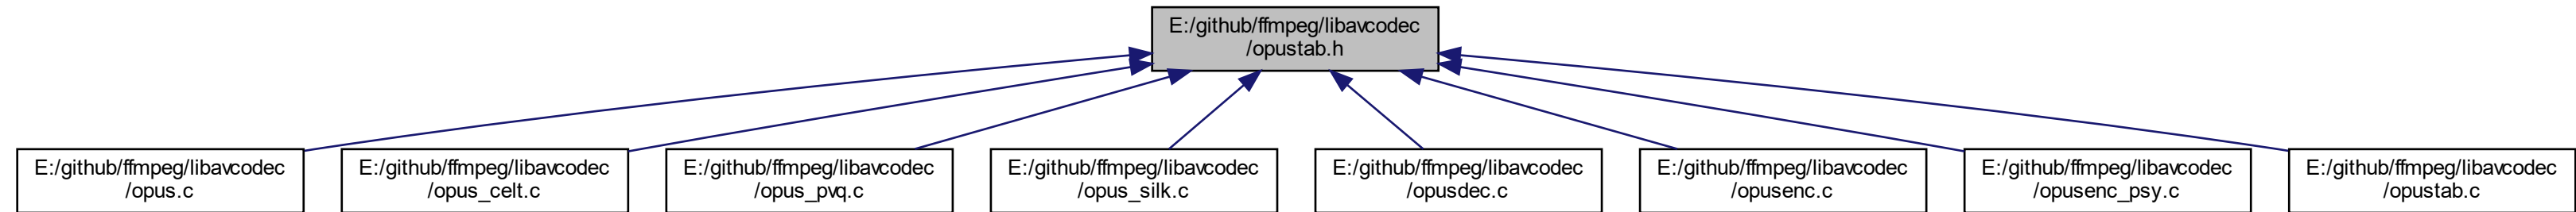 E:/github/ffmpeg/libavcodec
/opustab.h
E:/github/ffmpeg/libavcodec
/opus.c
E:/github/ffmpeg/libavcodec
/opus_celt.c
E:/github/ffmpeg/libavcodec
/opus_pvq.c
E:/github/ffmpeg/libavcodec
/opus_silk.c
E:/github/ffmpeg/libavcodec
/opusdec.c
E:/github/ffmpeg/libavcodec
/opusenc.c
E:/github/ffmpeg/libavcodec
/opusenc_psy.c
E:/github/ffmpeg/libavcodec
/opustab.c